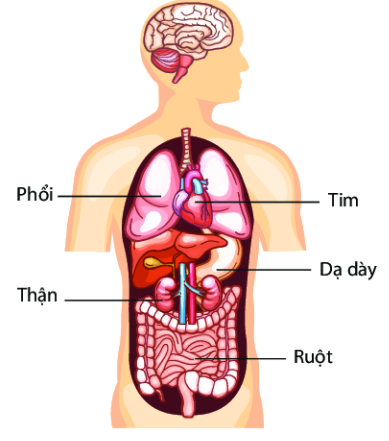 Phổi
Tim
Dạ dày
Thận
Ruột